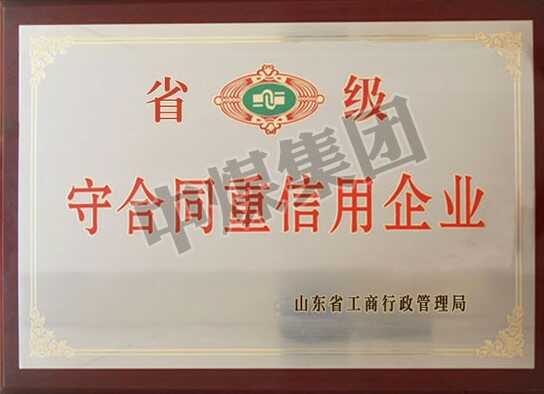 省 级
守合同重信用企业
中煤集团
山东省工商行政管理局